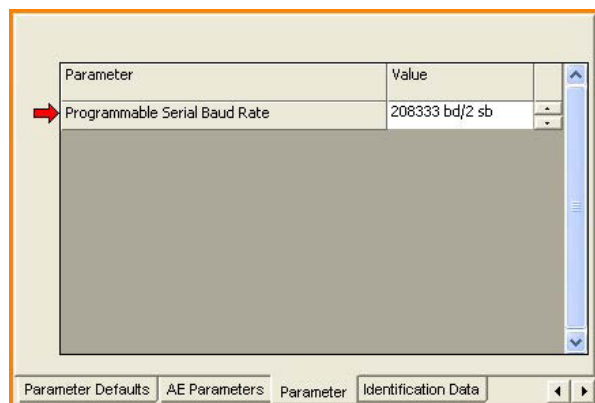 Parameter Value
Programmable Serial Baud Rate 208333 bd/2 sb
Parameter Defaults AE Parameters Parameter Identification Data